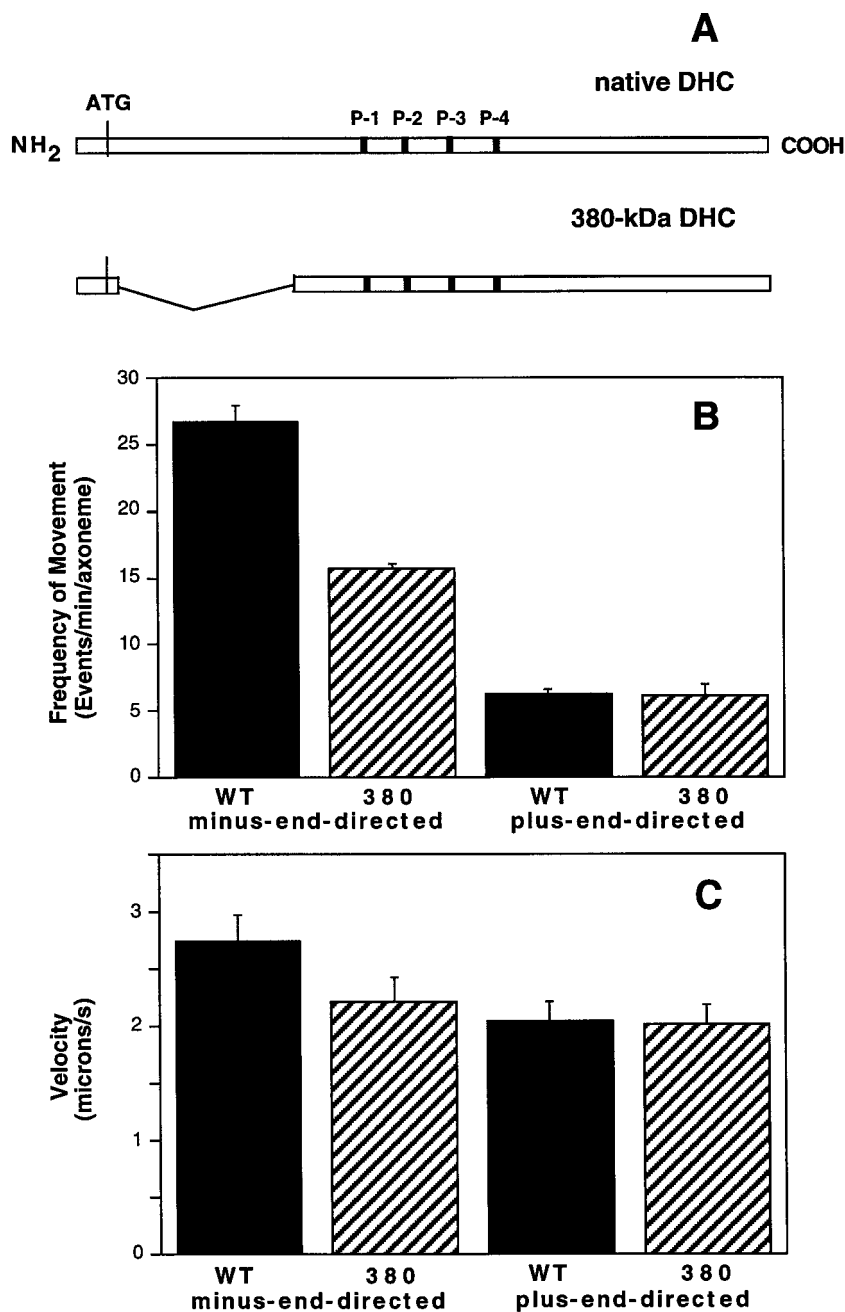 A
native DHC
ATG
P-1 P-2 P-3 P-4
NH2
COOH
380-kDa DHC
B
Frequency of Movement
(Events/min/axoneme)
30
25
20
15
10
5
0
WT 380 WT 380
minus-end-directed plus-end-directed
C
Velocity
(microns/s)
3
2
1
0
WT 380 WT 380
minus-end-directed plus-end-directed